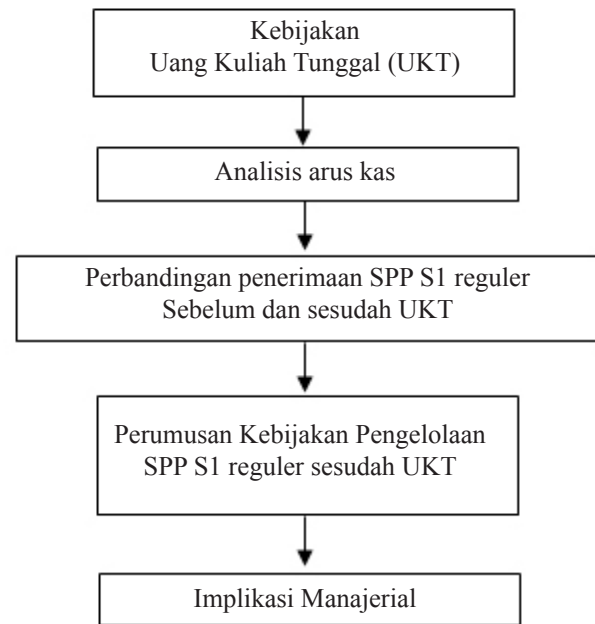 Kebijakan
Uang Kuliah Tunggal (UKT)
Analisis arus kas
Perbandingan penerimaan SPP S1 reguler
Sebelum dan sesudah UKT
Perumusan Kebijakan Pengelolaan
SPP S1 reguler sesudah UKT
Implikasi Manajerial